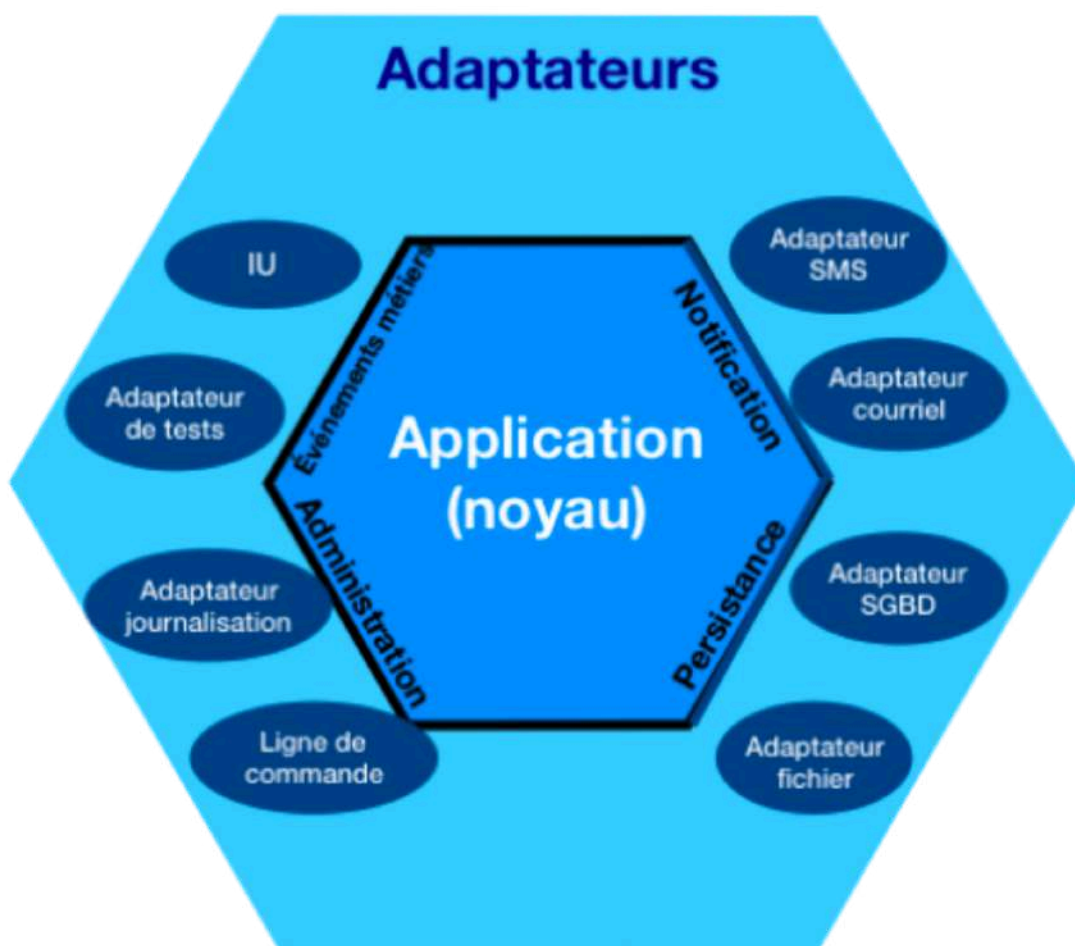 Adaptateurs
IU
Adaptateur
de tests
Adaptateur
journalisation
Ligne de
commande
Événements métiers
Administration
Application
(noyau)
Notification
Persistance
Adaptateur
SMS
Adaptateur
courriel
Adaptateur
SGBD
Adaptateur
fichier